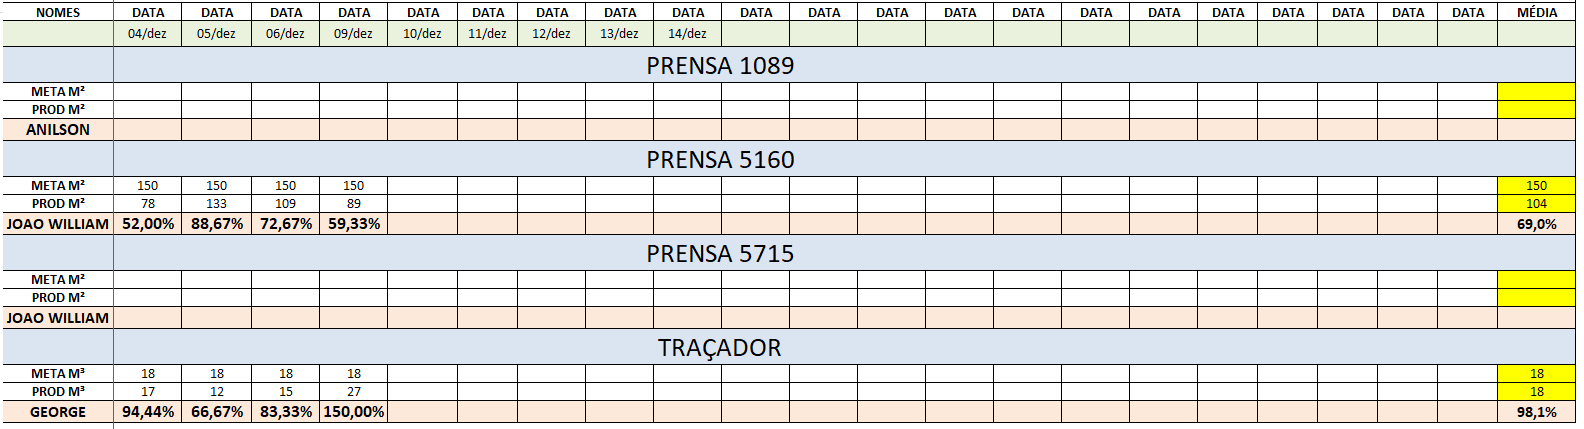 NOMES DATA DATA DATA DATA DATA DATA DATA DATA DATA DATA DATA DATA DATA DATA DATA DATA DATA DATA DATA DATA DATA MÉDIA
04/dez 05/dez 06/dez 09/dez 10/dez 11/dez 12/dez 13/dez 14/dez
PRENSA 1089
META M²
PROD M²
ANILSON
PRENSA 5160
META M² 150 150 150 150 150
PROD M² 78 133 109 89 104
JOAO WILLIAM 52,00% 88,67% 72,67% 59,33% 69,0%
PRENSA 5715
META M²
PROD M²
JOAO WILLIAM
TRAÇADOR
META M³ 18 18 18 18 18
PROD M³ 17 12 15 27 18
GEORGE 94,44% 66,67% 83,33% 150,00% 98,1%